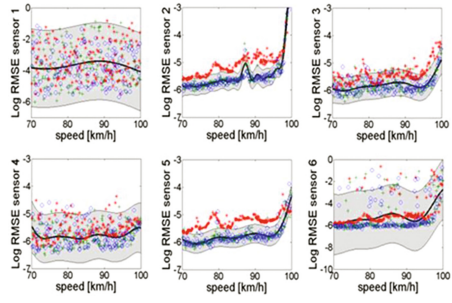 Log RMSE sensor 1
0
-2
-4
-6
70 80 90 100
speed [km/h]
Log RMSE sensor 2
-3
-4
-5
-6
-7
70 80 90 100
speed [km/h]
Log RMSE sensor 3
-3
-4
-5
-6
-7
70 80 90 100
speed [km/h]
Log RMSE sensor 4
-3
-4
-5
-6
-7
70 80 90 100
speed [km/h]
Log RMSE sensor 5
-3
-4
-5
-6
-7
70 80 90 100
speed [km/h]
Log RMSE sensor 6
0
-2
-4
-6
-8
-10
70 80 90 100
speed [km/h]